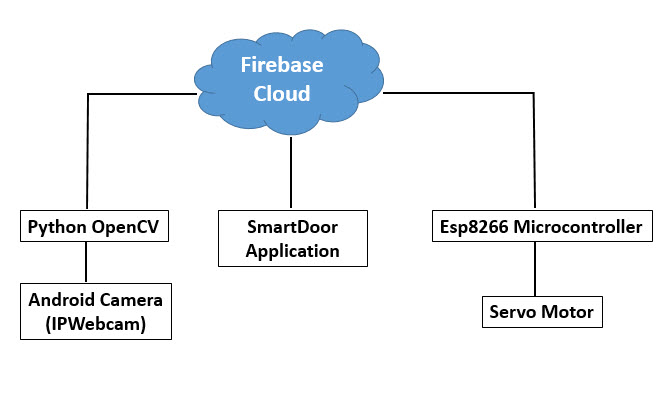 Firebase
Cloud
Python OpenCV
SmartDoor
Application
Esp8266 Microcontroller
Android Camera
(IPWebcam)
Servo Motor